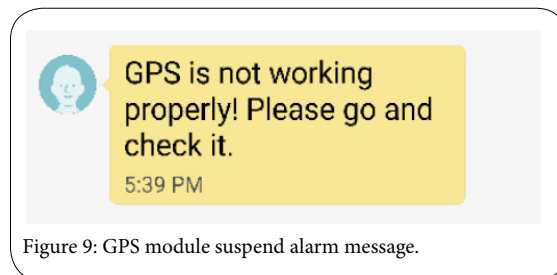 GPS is not working
properly! Please go and
check it.
5:39 PM
Figure 9: GPS module suspend alarm message.